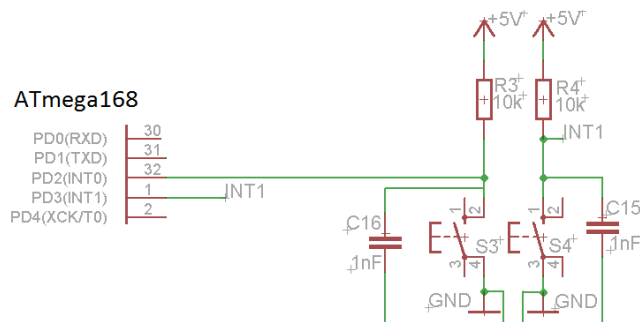 +5V
+5V
R3
10k
R4
10k
ATmega168
INT1
PD0(RXD) 30
PD1(TXD) 31
PD2(INT0) 32
PD3(INT1) 1
INT1
PD4(XCK/T0) 2
1 2
1 2
C16
1nF
C15
1nF
S3
S4
3 4
3 4
GND
GND